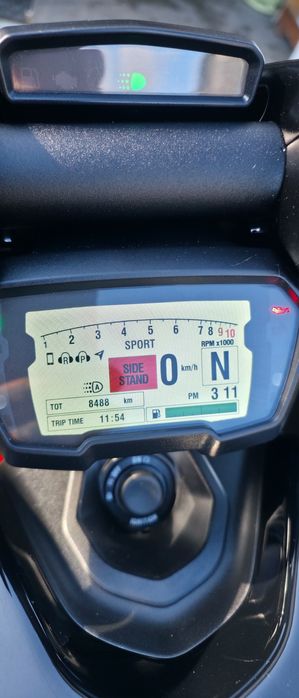 1 2 3 4 5 6 7 8 9 10
SPORT
RPM x1000
R P
SIDE
STAND
0 km/h
N
A
PM 3 11
TOT 8488 km
TRIP TIME 11:54